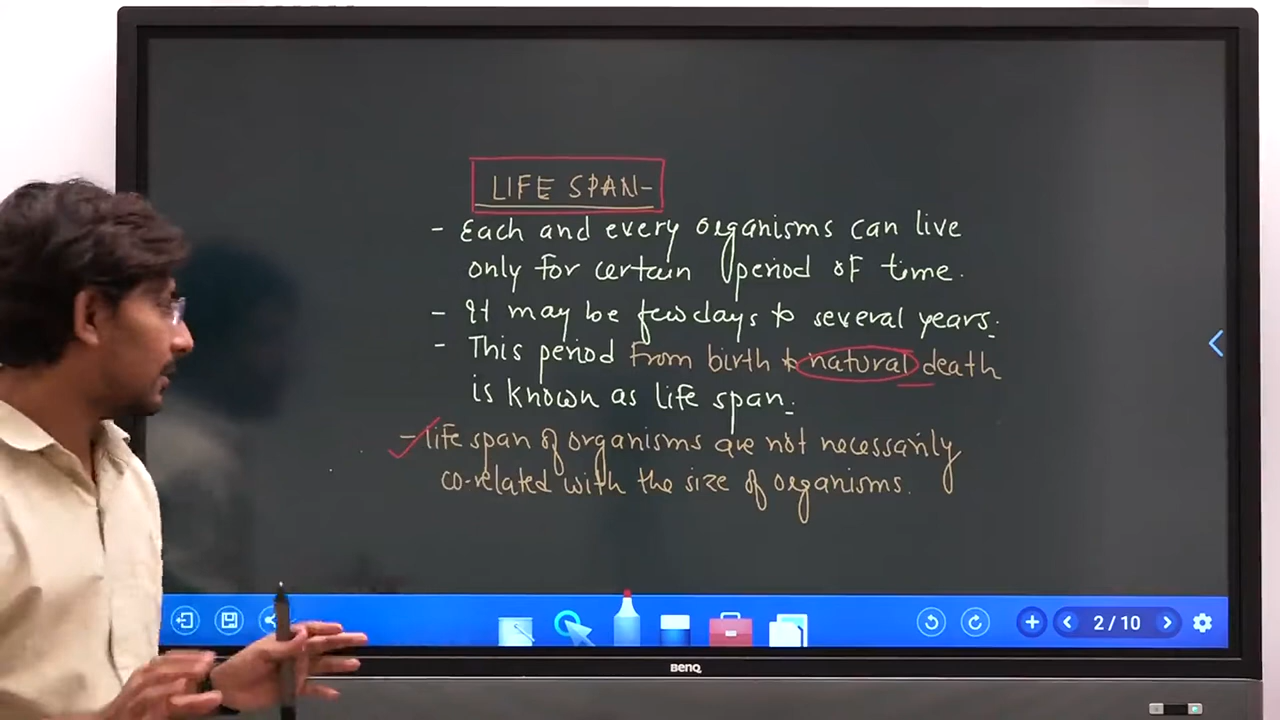 LIFE SPAN-
- Each and every organisms can live
only for certain period of time.
- It may be few days to several years.
- This period from birth to natural death
is known as life span.
- life span of organisms are not necessarily
co-related with the size of organisms.
2 / 10
BenQ